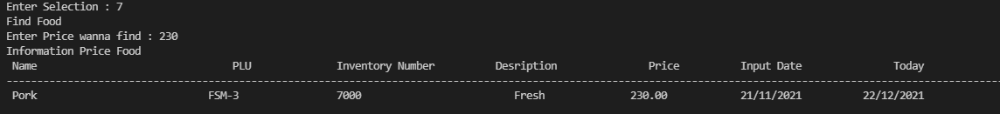 Enter Selection : 7
Find Food
Enter Price wanna find : 230
Information Price Food
Name PLU Inventory Number Desription Price Input Date Today
--------------------------------------------------------------------------------------------------------------------------------------------------------------------
Pork FSM-3 7000 Fresh 230.00 21/11/2021 22/12/2021